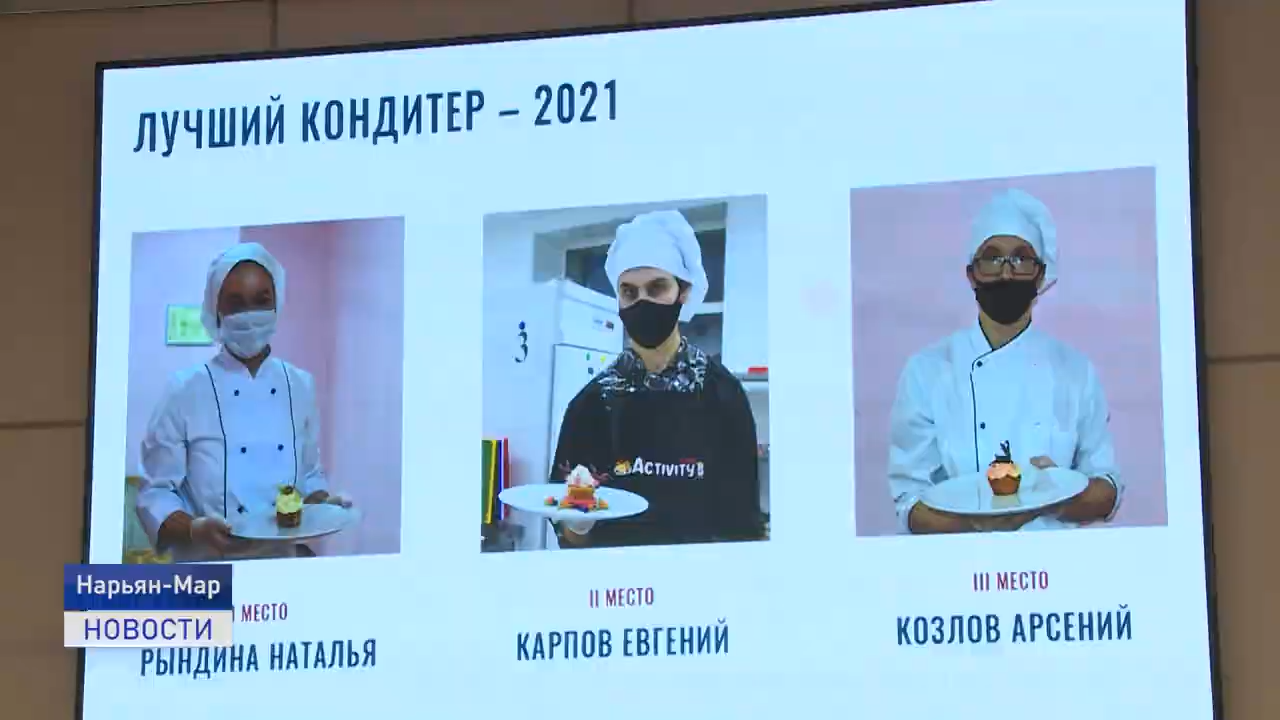 ЛУЧШИЙ КОНДИТЕР – 2021
ACTIVITY
I МЕСТО
РЫНДИНА НАТАЛЬЯ
II МЕСТО
КАРПОВ ЕВГЕНИЙ
III МЕСТО
КОЗЛОВ АРСЕНИЙ
Нарьян-Мар
НОВОСТИ